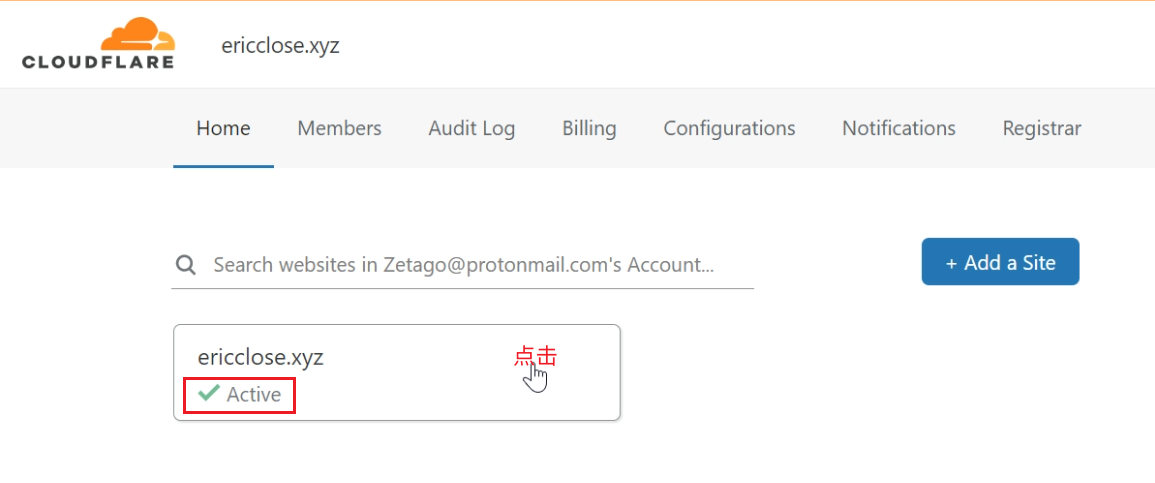 CLOUDFLARE
ericclose.xyz
Home Members Audit Log Billing Configurations Notifications Registrar
Search websites in Zetago@protonmail.com's Account...
+ Add a Site
ericclose.xyz
点击
Active